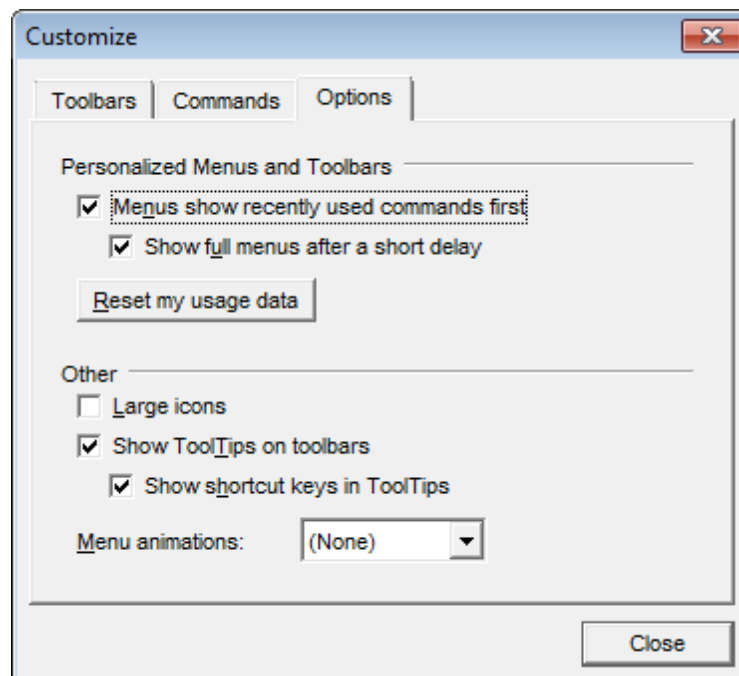 Customize
Toolbars Commands Options
Personalized Menus and Toolbars
Menus show recently used commands first
Show full menus after a short delay
Reset my usage data
Other
Large icons
Show ToolTips on toolbars
Show shortcut keys in ToolTips
Menu animations: (None)
Close